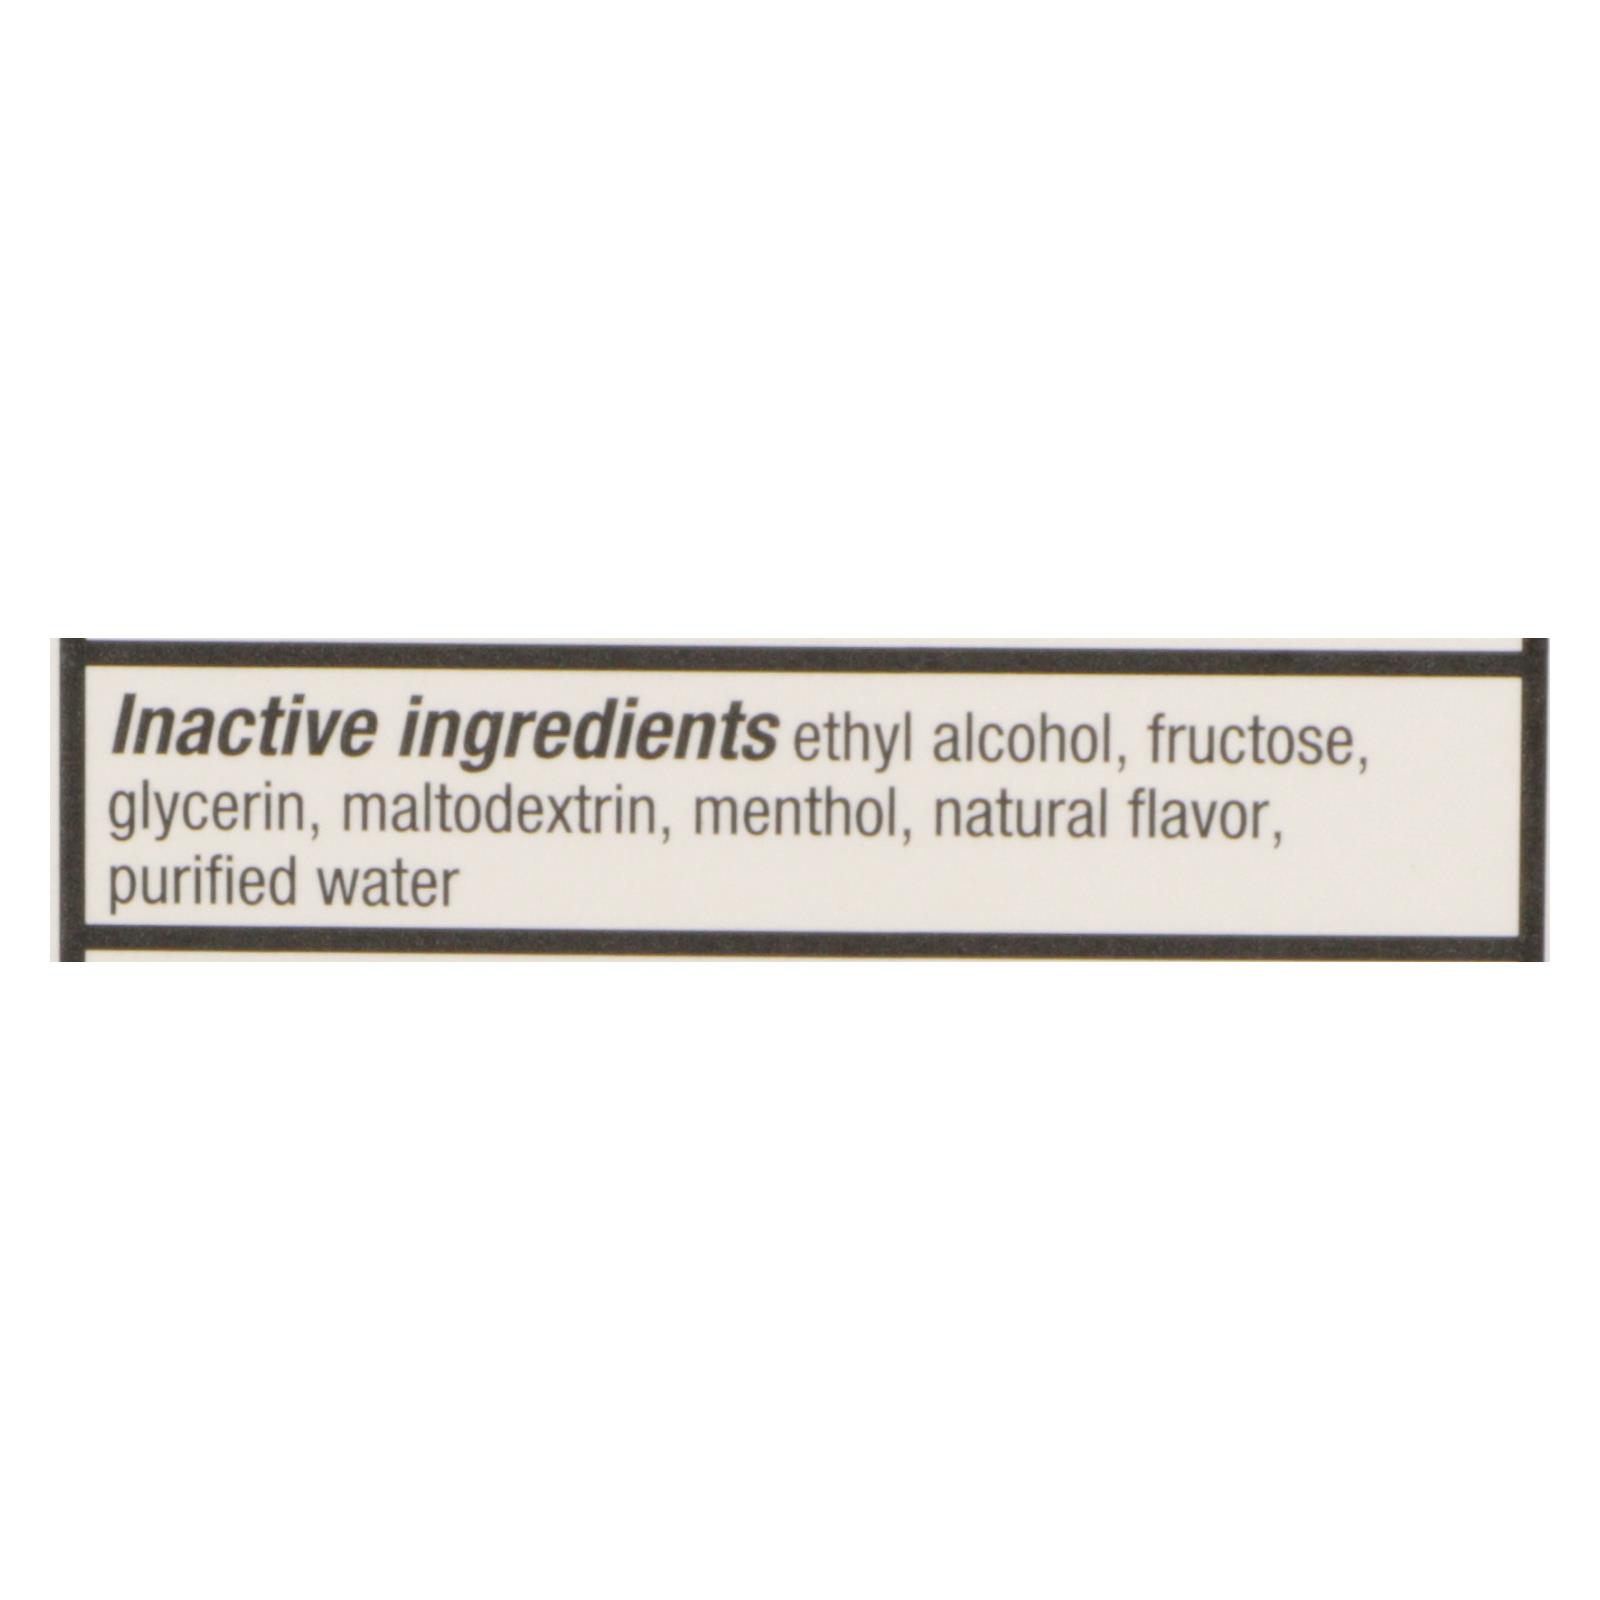 Inactive ingredients ethyl alcohol, fructose,
glycerin, maltodextrin, menthol, natural flavor,
purified water